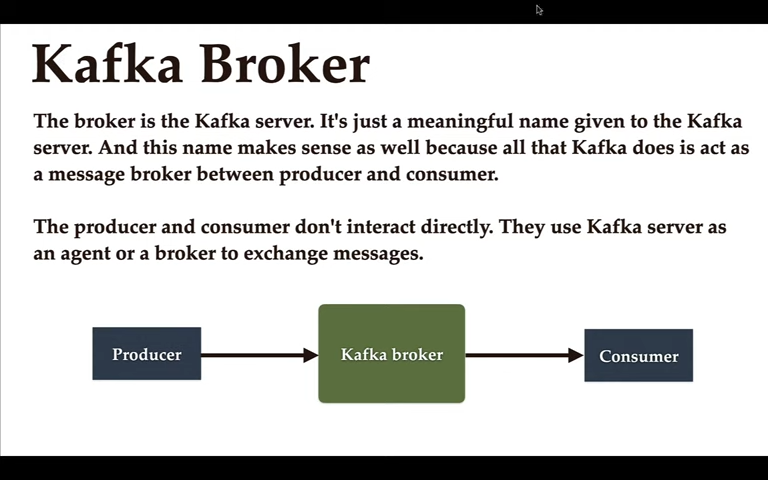 Kafka Broker
The broker is the Kafka server. It's just a meaningful name given to the Kafka
server. And this name makes sense as well because all that Kafka does is act as
a message broker between producer and consumer.
The producer and consumer don't interact directly. They use Kafka server as
an agent or a broker to exchange messages.
Producer
Kafka broker
Consumer